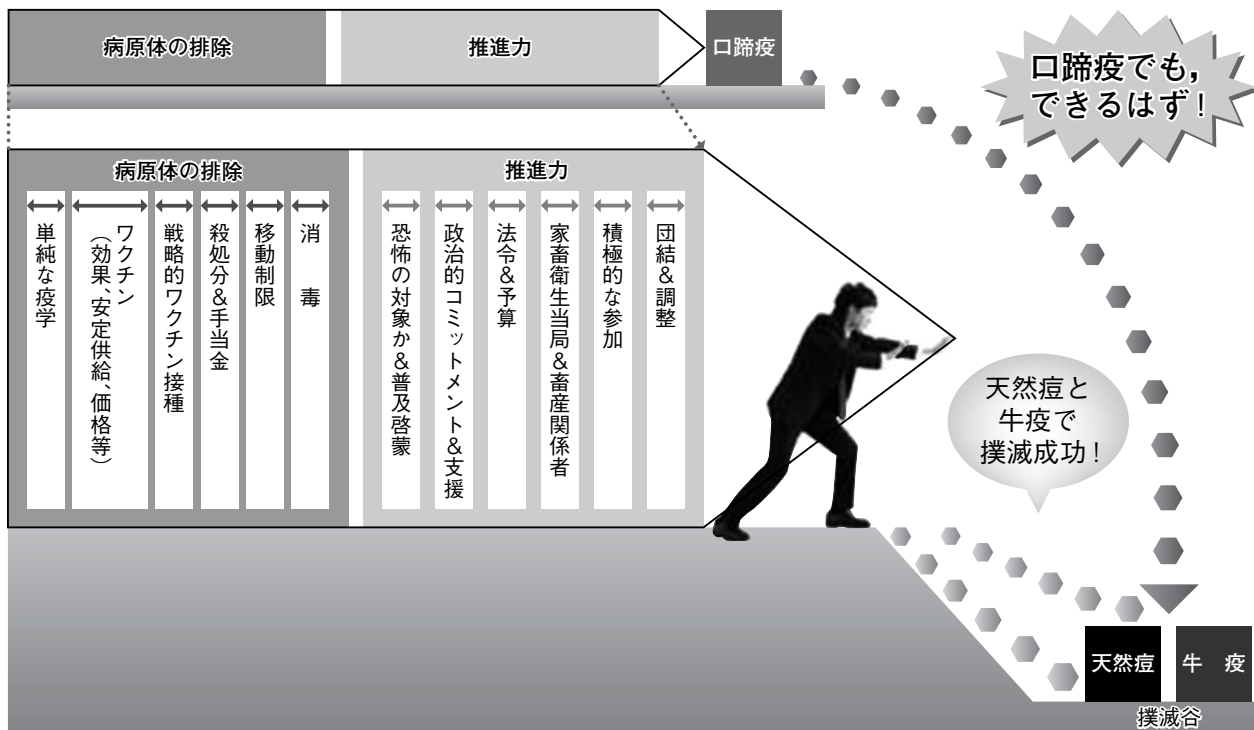 病原体の排除
推進力
口蹄疫
口蹄疫でも,
できるはず!
病原体の排除
単純な疫学
ワクチン
(効果、安定供給、価格等)
戦略的ワクチン接種
殺処分&手当金
移動制限
消　毒
推進力
恐怖の対象か&普及啓蒙
政治的コミットメント&支援
法令&予算
家畜衛生当局&畜産関係者
積極的な参加
団結&調整
天然痘と
牛疫で
撲滅成功!
天然痘
牛　疫
撲滅谷